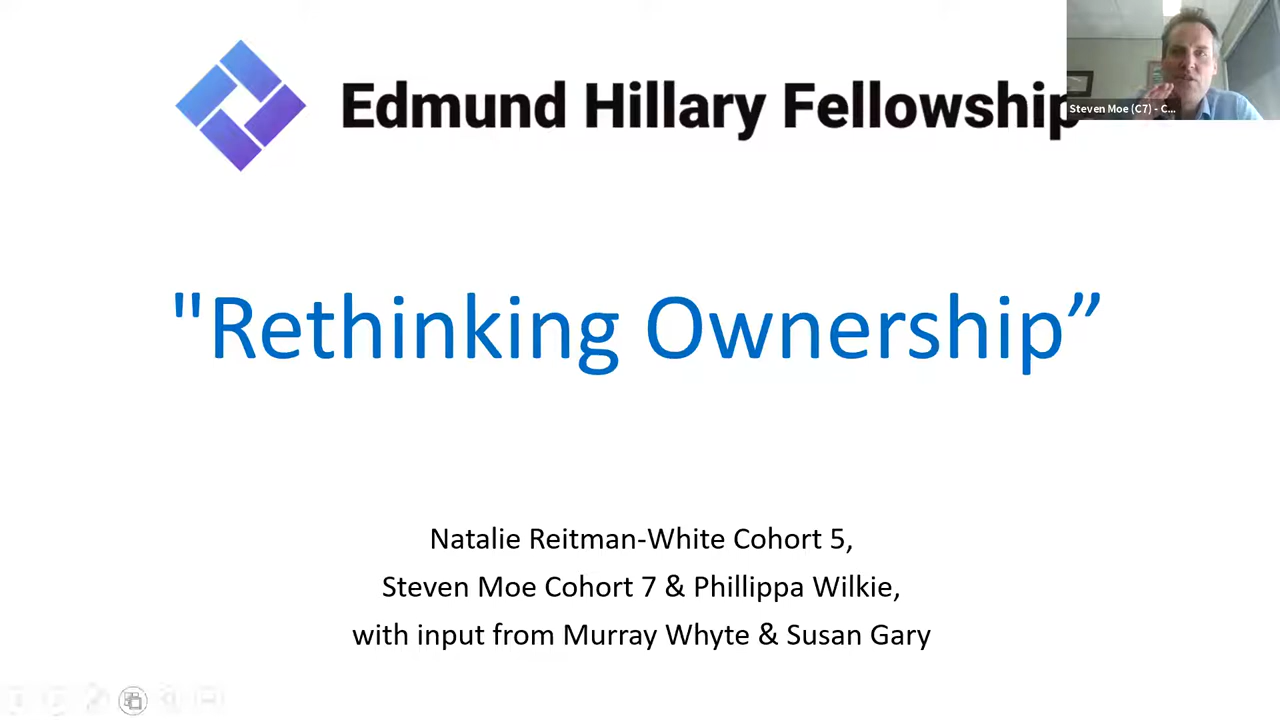 Edmund Hillary Fellowship
Steven Moe (C7) - C...
"Rethinking Ownership”
Natalie Reitman-White Cohort 5,
Steven Moe Cohort 7 & Phillippa Wilkie,
with input from Murray Whyte & Susan Gary